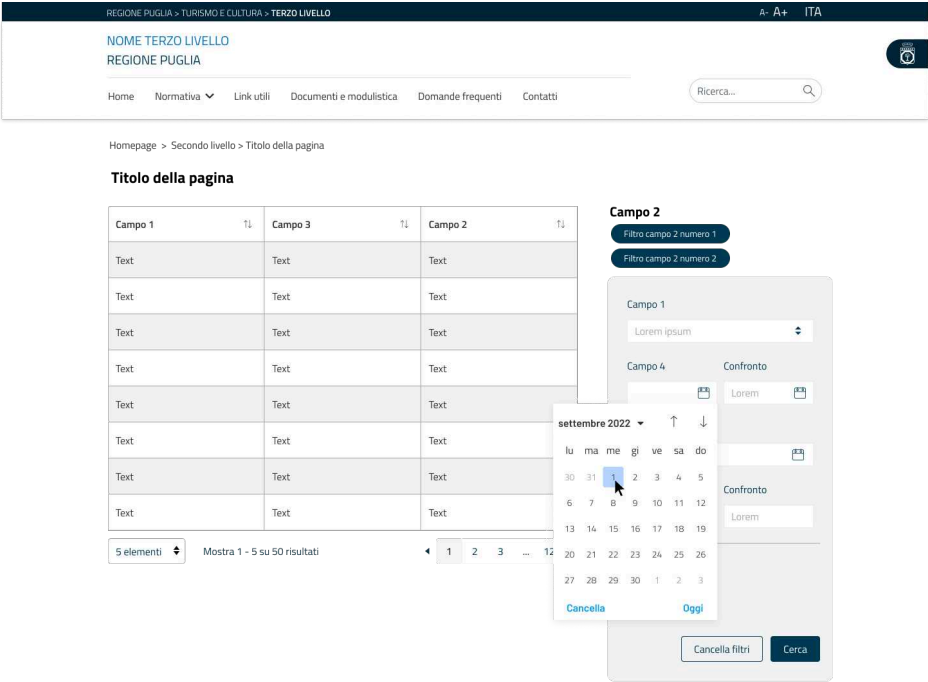 REGIONE PUGLIA > TURISMO E CULTURA > TERZO LIVELLO
A- A+ ITA
NOME TERZO LIVELLO
REGIONE PUGLIA
Home Normativa Link utili Documenti e modulistica Domande frequenti Contatti
Ricerca...
Homepage > Secondo livello > Titolo della pagina
Titolo della pagina
Campo 1 Campo 3 Campo 2
Text Text Text
Text Text Text
Text Text Text
Text Text Text
Text Text Text
Text Text Text
Text Text Text
Text Text Text
5 elementi Mostra 1 - 5 su 50 risultati 1 2 3 ... 12
Campo 2
Filtro campo 2 numero 1
Filtro campo 2 numero 2
Campo 1
Lorem ipsum
Campo 4 Confronto
Lorem
settembre 2022
lu ma me gi ve sa do
30 31 1 2 3 4 5
6 7 8 9 10 11 12
13 14 15 16 17 18 19
20 21 22 23 24 25 26
27 28 29 30 1 2 3
Cancella Oggi
Confronto
Lorem
Cancella filtri Cerca